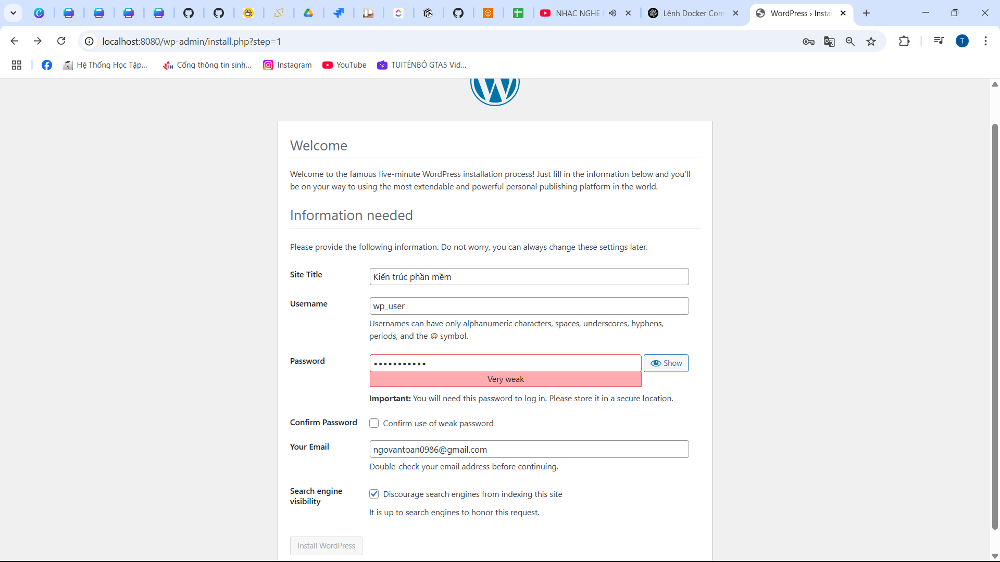 NHẠC NGHE
Lệnh Docker Com
WordPress › Insta
localhost:8080/wp-admin/install.php?step=1
T
Hệ Thống Học Tập...
Cổng thông tin sinh...
Instagram
YouTube
TUITÊNBÔ GTA5 Vid...
Welcome
Welcome to the famous five-minute WordPress installation process! Just fill in the information below and you’ll
be on your way to using the most extendable and powerful personal publishing platform in the world.
Information needed
Please provide the following information. Do not worry, you can always change these settings later.
Site Title
Kiến trúc phần mềm
Username
wp_user
Usernames can have only alphanumeric characters, spaces, underscores, hyphens,
periods, and the @ symbol.
Password
•••••••••••
Show
Very weak
Important: You will need this password to log in. Please store it in a secure location.
Confirm Password
Confirm use of weak password
Your Email
ngovantoan0986@gmail.com
Double-check your email address before continuing.
Search engine
visibility
Discourage search engines from indexing this site
It is up to search engines to honor this request.
Install WordPress